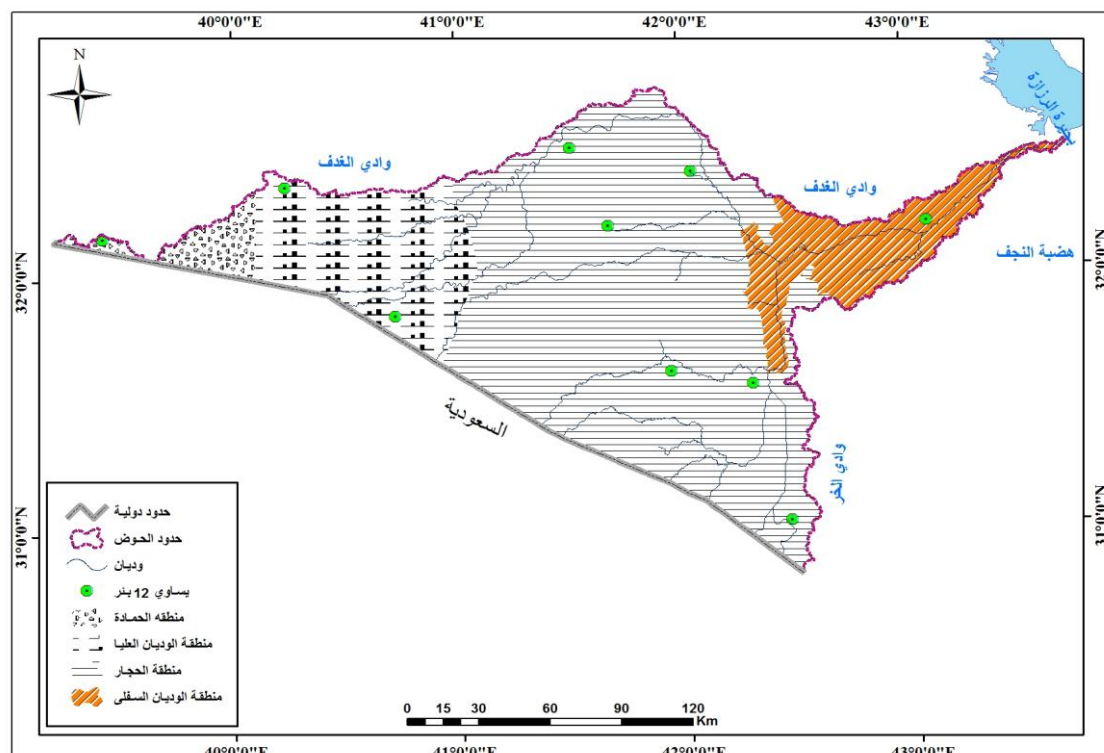 40°0'0"E
41°0'0"E
42°0'0"E
43°0'0"E
N
بحيرة الرزازة
وادي الغدف
وادي الغدف
هضبة النجف
32°0'0"N
32°0'0"N
السعودية
وادي الخر
31°0'0"N
31°0'0"N
حدود دولية
حدود الحوض
وديان
يساوي 12 بئر
منطقه الحمادة
منطقة الوديان العليا
منطقة الحجار
منطقة الوديان السفلى
0 15 30 60 90 120
Km
40°0'0"E
41°0'0"E
42°0'0"E
43°0'0"E